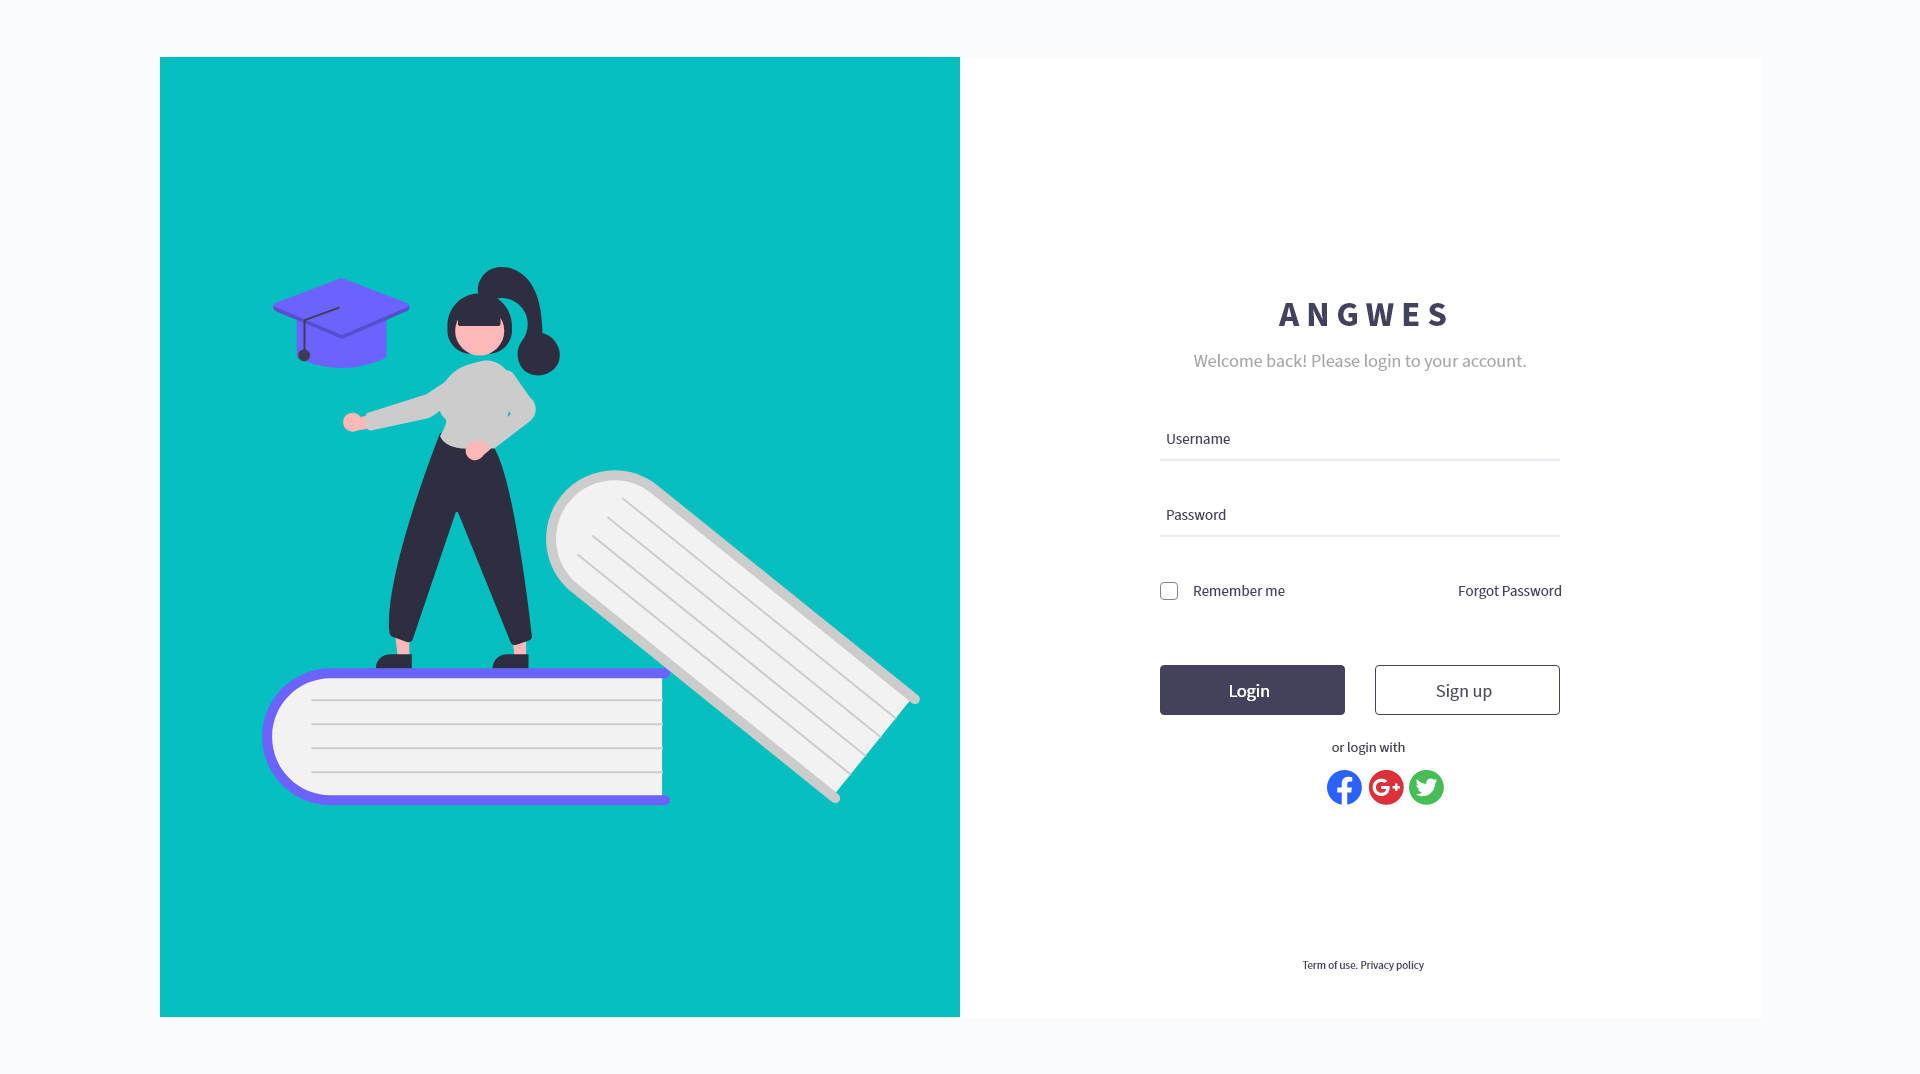 ANGWES
Welcome back! Please login to your account.
Username
Password
Remember me
Forgot Password
Login
Sign up
or login with
Term of use. Privacy policy